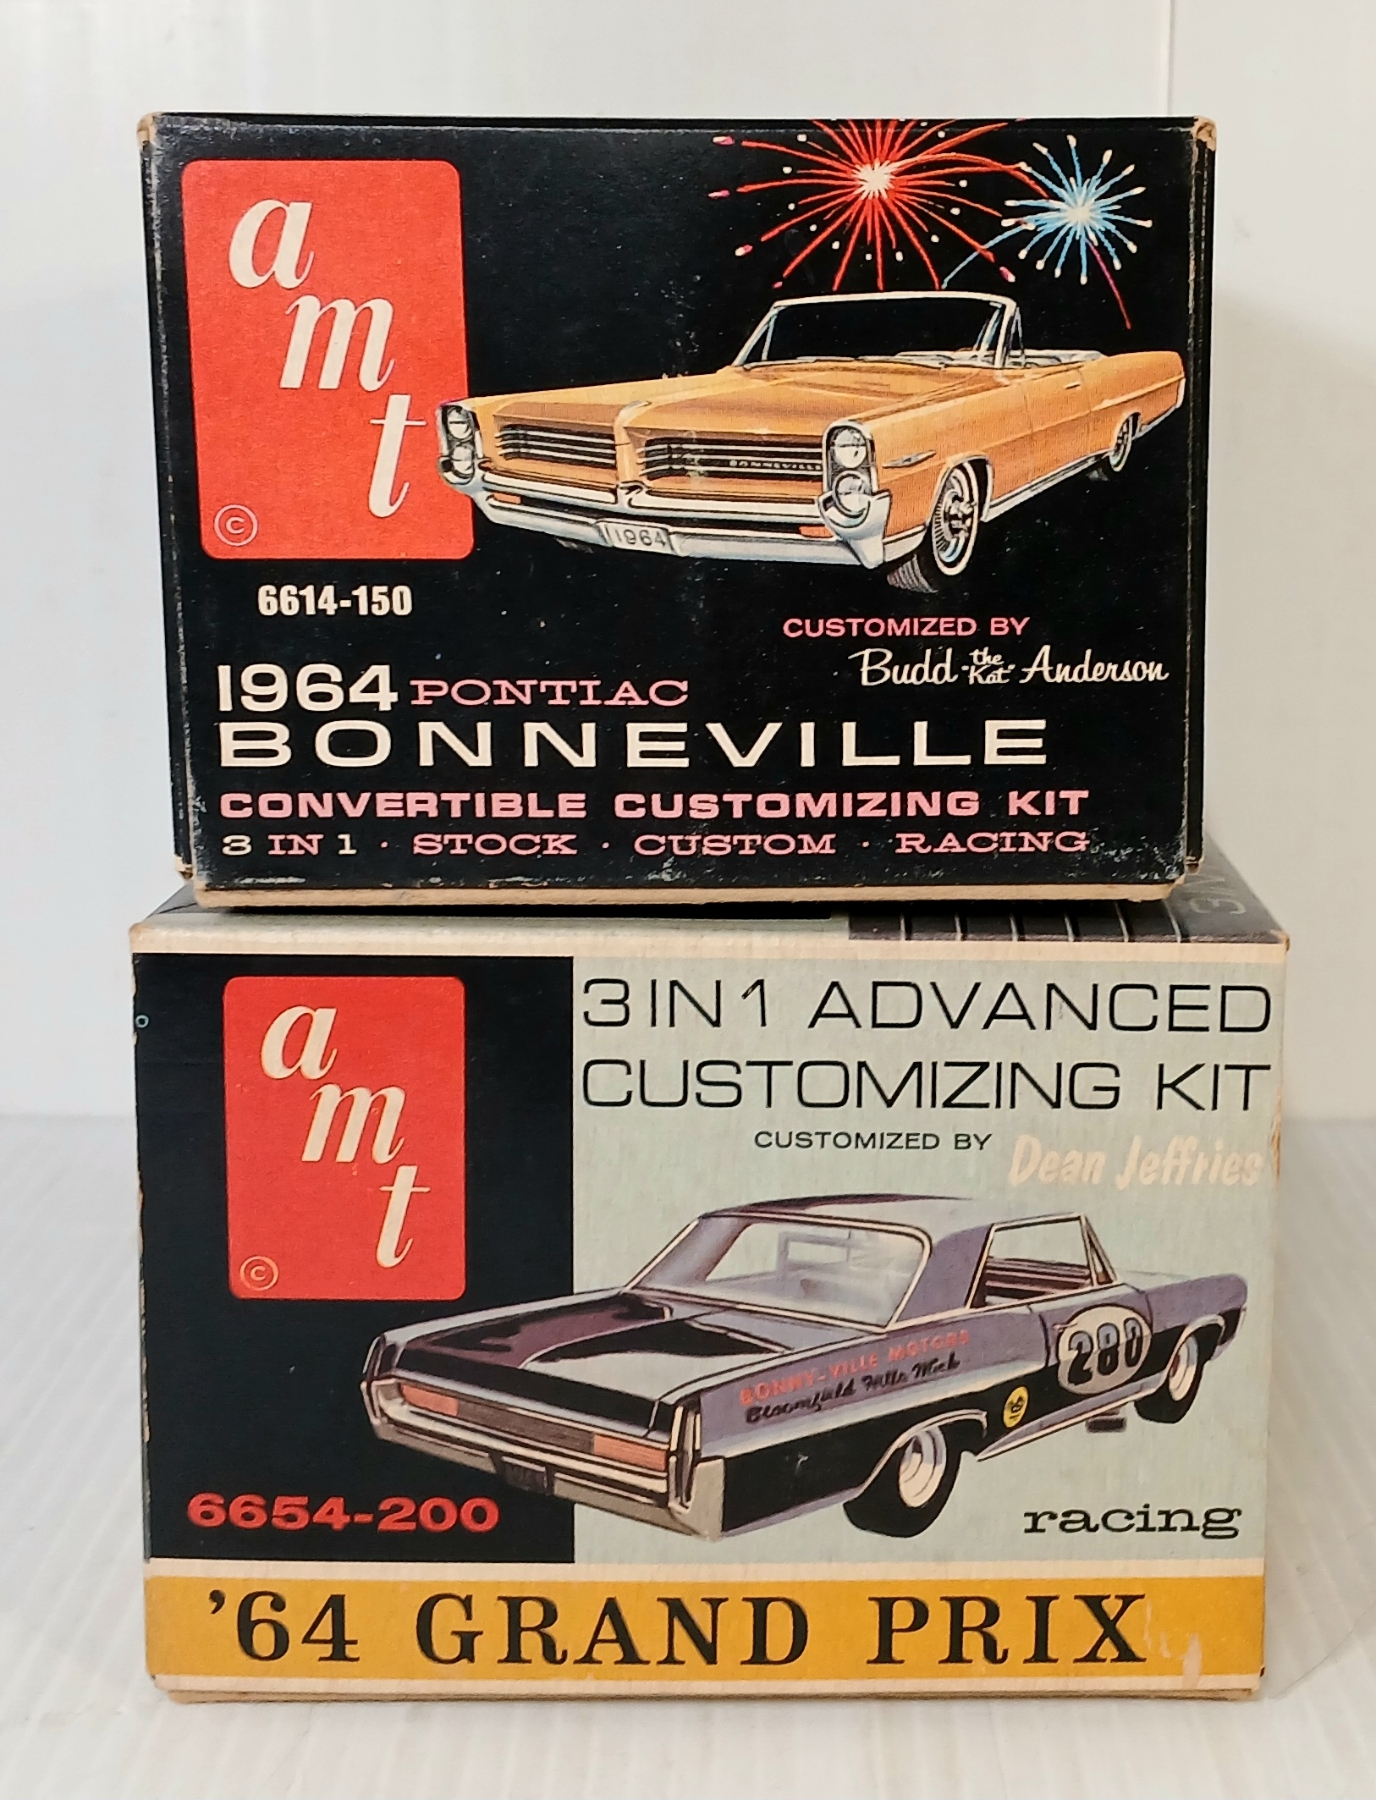 amt
©
BONNEVILLE
1964
6614-150
CUSTOMIZED BY
Budd "the Kat" Anderson
1964 PONTIAC
BONNEVILLE
CONVERTIBLE CUSTOMIZING KIT
3 IN 1 · STOCK · CUSTOM · RACING
amt
©
3 IN 1 ADVANCED
CUSTOMIZING KIT
CUSTOMIZED BY Dean Jeffries
BONNY-VILLE MOTORS
Bloomfield Hills Mich
280
6654-200
racing
'64 GRAND PRIX